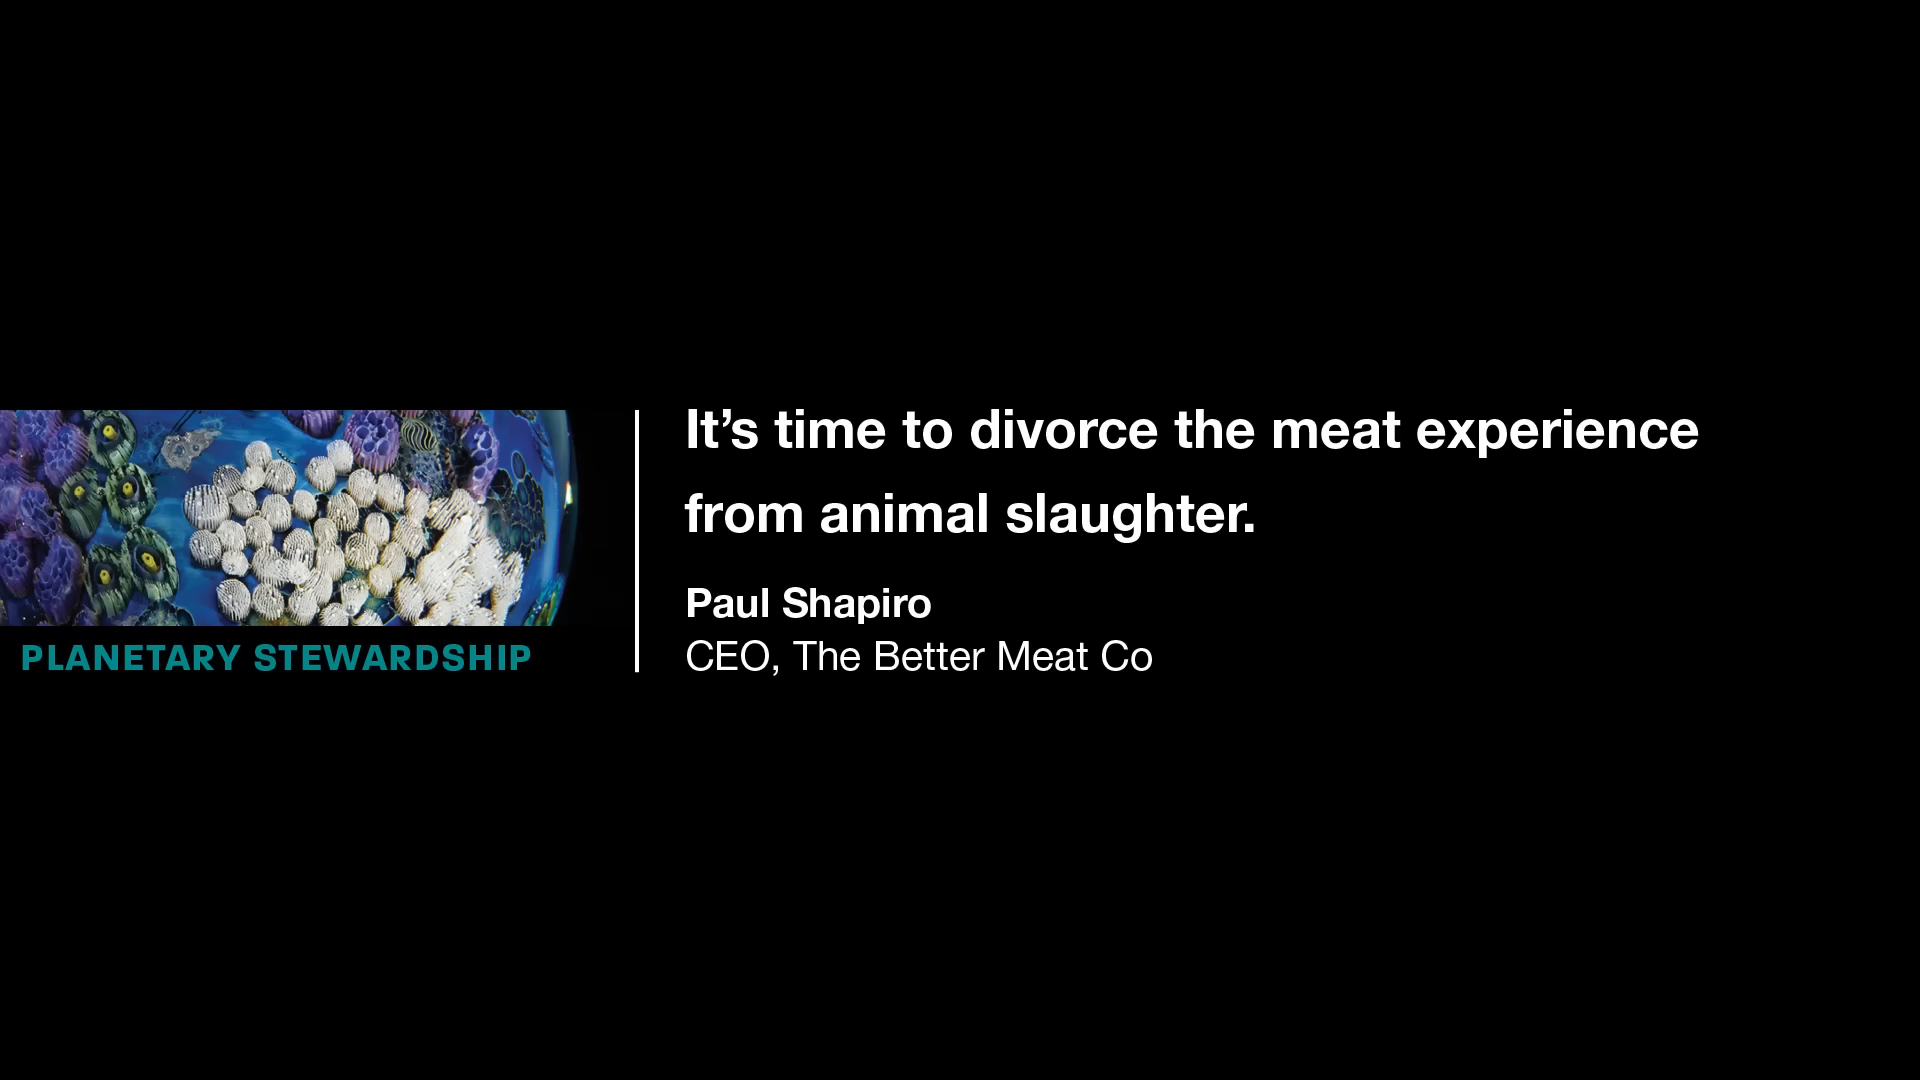 It’s time to divorce the meat experience
from animal slaughter.
Paul Shapiro
CEO, The Better Meat Co
PLANETARY STEWARDSHIP